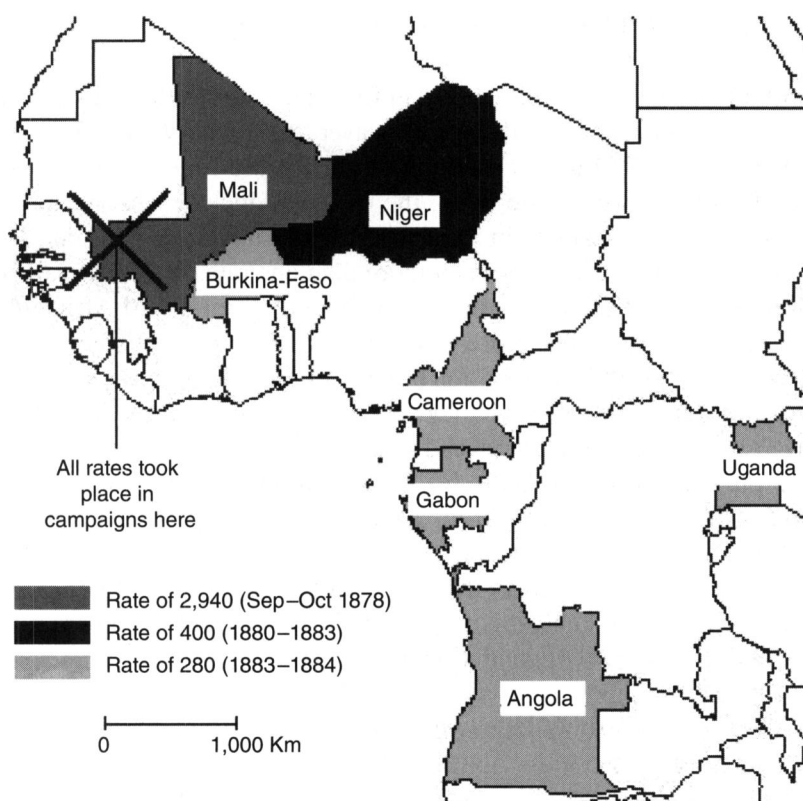 Mali
Niger
Burkina-Faso
Cameroon
Uganda
Gabon
All rates took
place in
campaigns here
Rate of 2,940 (Sep–Oct 1878)
Rate of 400 (1880–1883)
Rate of 280 (1883–1884)
Angola
0 1,000 Km